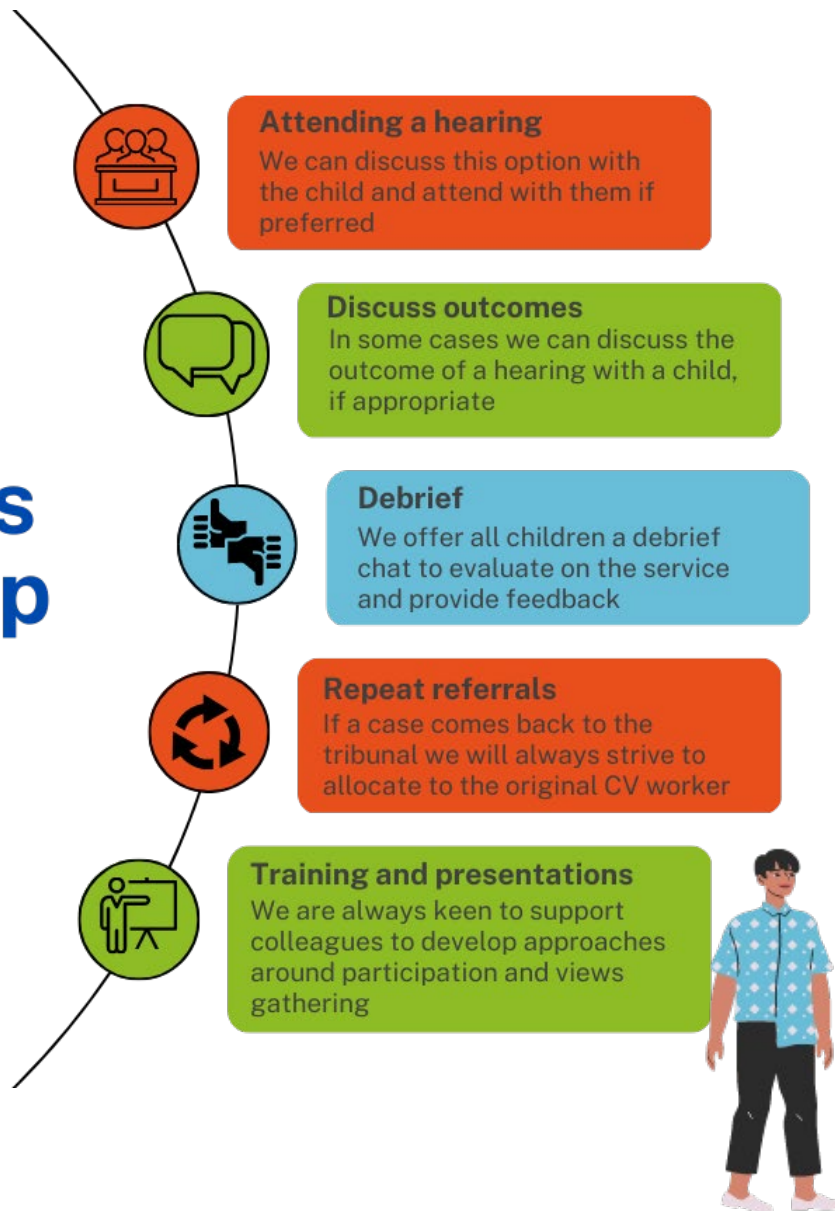 Attending a hearing
We can discuss this option with
the child and attend with them if
preferred
Discuss outcomes
In some cases we can discuss the
outcome of a hearing with a child,
if appropriate
s
p
Debrief
We offer all children a debrief
chat to evaluate on the service
and provide feedback
Repeat referrals
If a case comes back to the
tribunal we will always strive to
allocate to the original CV worker
Training and presentations
We are always keen to support
colleagues to develop approaches
around participation and views
gathering